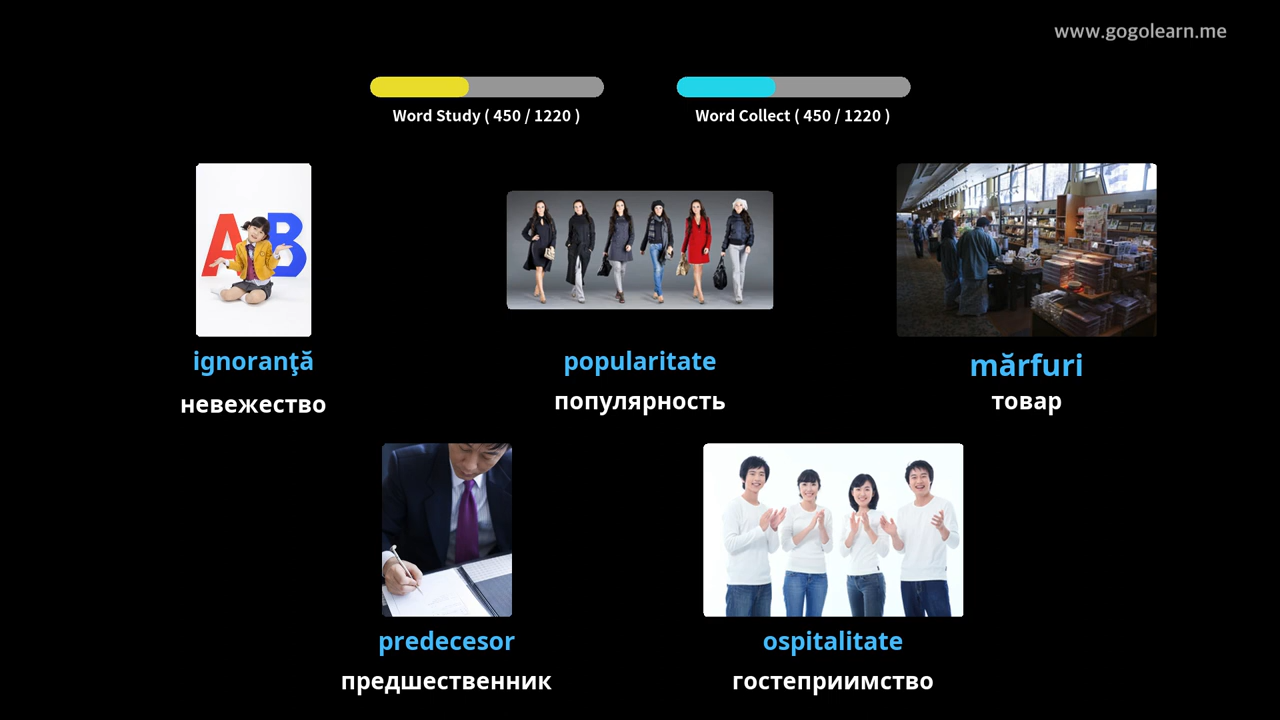 www.gogolearn.me
Word Study ( 450 / 1220 )
Word Collect ( 450 / 1220 )
ignoranţă
popularitate
mărfuri
невежество
популярность
товар
predecesor
ospitalitate
предшественник
гостеприимство